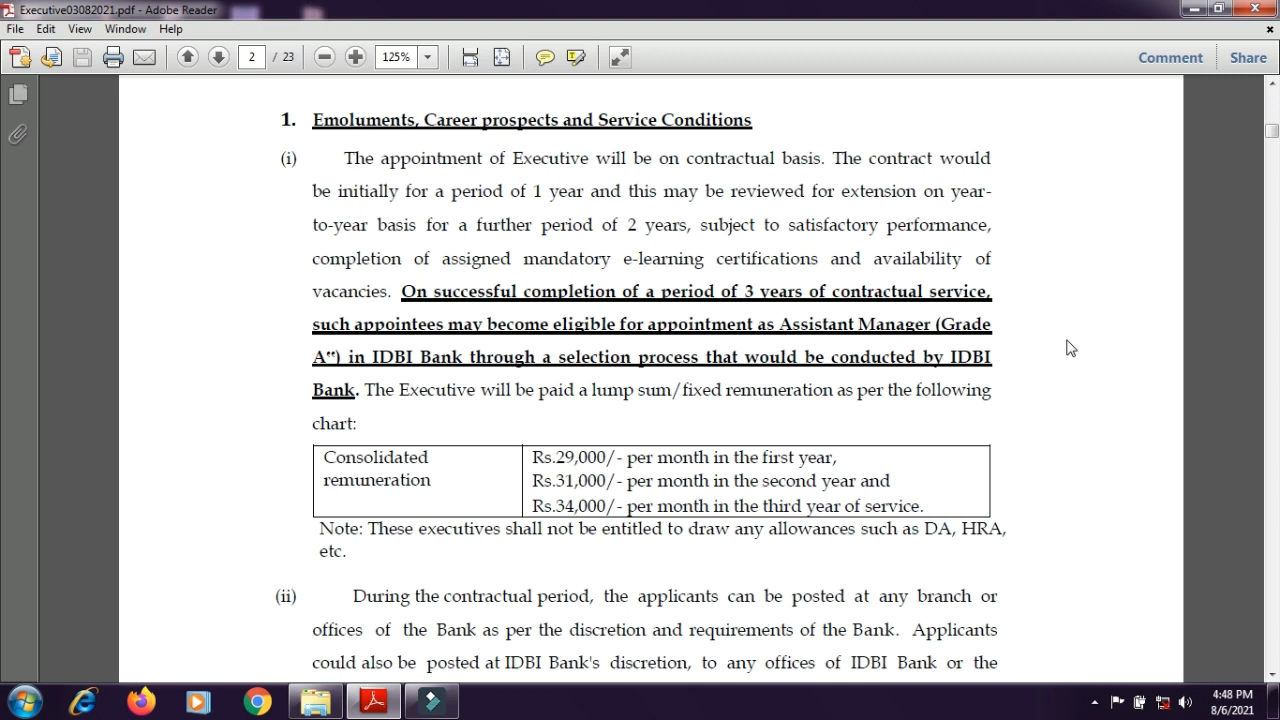 Executive03082021.pdf - Adobe Reader
File Edit View Window Help
2 / 23 125% Comment Share
1. Emoluments, Career prospects and Service Conditions
(i) The appointment of Executive will be on contractual basis. The contract would
be initially for a period of 1 year and this may be reviewed for extension on year-
to-year basis for a further period of 2 years, subject to satisfactory performance,
completion of assigned mandatory e-learning certifications and availability of
vacancies. On successful completion of a period of 3 years of contractual service,
such appointees may become eligible for appointment as Assistant Manager (Grade
A‟) in IDBI Bank through a selection process that would be conducted by IDBI
Bank. The Executive will be paid a lump sum/fixed remuneration as per the following
chart:
Consolidated Rs.29,000/- per month in the first year,
remuneration Rs.31,000/- per month in the second year and
Rs.34,000/- per month in the third year of service.
Note: These executives shall not be entitled to draw any allowances such as DA, HRA,
etc.
(ii) During the contractual period, the applicants can be posted at any branch or
offices of the Bank as per the discretion and requirements of the Bank. Applicants
could also be posted at IDBI Bank's discretion, to any offices of IDBI Bank or the
4:48 PM
8/6/2021